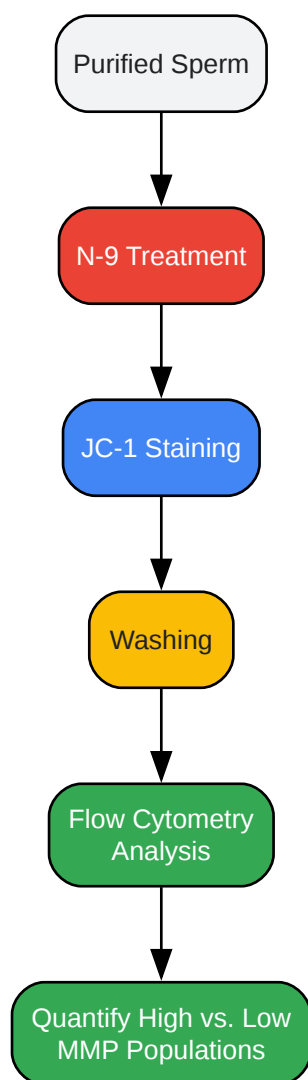 Purified Sperm
N-9 Treatment
JC-1 Staining
Washing
Flow Cytometry
Analysis
Quantify High vs. Low
MMP Populations